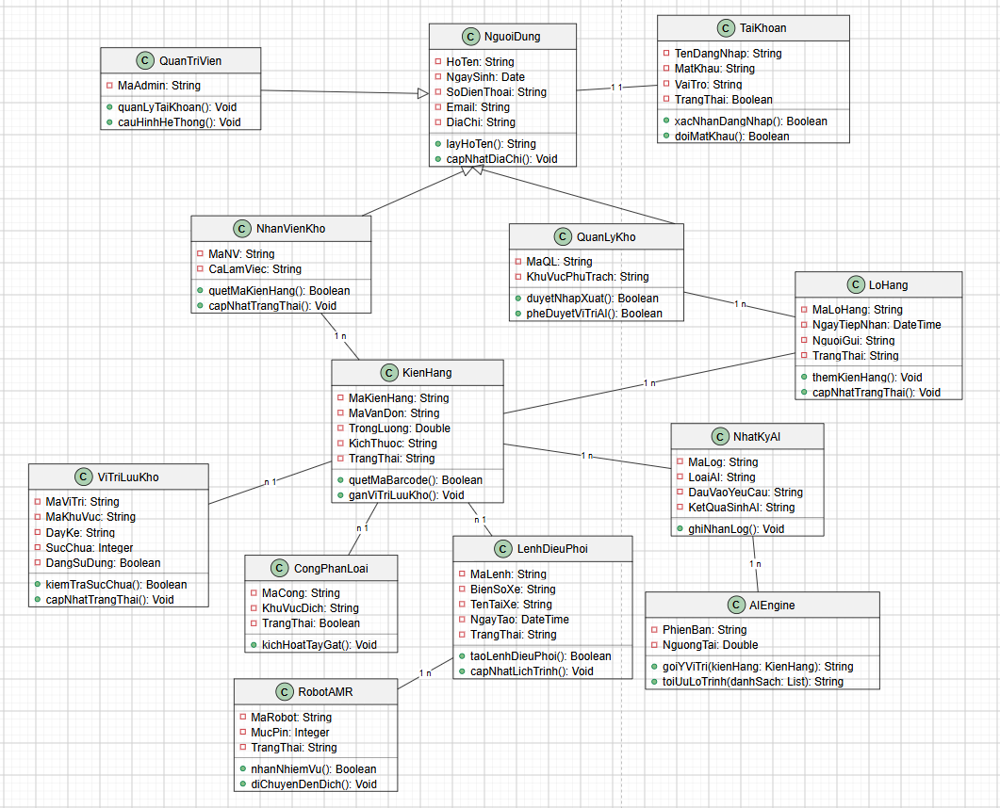 C QuanTriVien
MaAdmin: String
quanLyTaiKhoan(): Void
cauHinhHeThong(): Void
C NguoiDung
HoTen: String
NgaySinh: Date
SoDienThoai: String
Email: String
DiaChi: String
layHoTen(): String
capNhatDiaChi(): Void
1 1
C TaiKhoan
TenDangNhap: String
MatKhau: String
VaiTro: String
TrangThai: Boolean
xacNhanDangNhap(): Boolean
doiMatKhau(): Boolean
C NhanVienKho
MaNV: String
CaLamViec: String
quetMaKienHang(): Boolean
capNhatTrangThai(): Void
C QuanLyKho
MaQL: String
KhuVucPhuTrach: String
duyetNhapXuat(): Boolean
pheDuyetViTriAI(): Boolean
1 n
C LoHang
MaLoHang: String
NgayTiepNhan: DateTime
NguoiGui: String
TrangThai: String
themKienHang(): Void
capNhatTrangThai(): Void
1 n
C KienHang
MaKienHang: String
MaVanDon: String
TrongLuong: Double
KichThuoc: String
TrangThai: String
quetMaBarcode(): Boolean
ganViTriLuuKho(): Void
1 n
1 n
C NhatKyAI
MaLog: String
LoaiAI: String
DauVaoYeuCau: String
KetQuaSinhAI: String
ghiNhanLog(): Void
C ViTriLuuKho
MaViTri: String
MaKhuVuc: String
DayKe: String
SucChua: Integer
DangSuDung: Boolean
kiemTraSucChua(): Boolean
capNhatTrangThai(): Void
n 1
n 1
n 1
C CongPhanLoai
MaCong: String
KhuVucDich: String
TrangThai: Boolean
kichHoatTayGat(): Void
C LenhDieuPhoi
MaLenh: String
BienSoXe: String
TenTaiXe: String
NgayTao: DateTime
TrangThai: String
taoLenhDieuPhoi(): Boolean
capNhatLichTrinh(): Void
1 n
C AIEngine
PhienBan: String
NguongTai: Double
goiYViTri(kienHang: KienHang): String
toiUuLoTrinh(danhSach: List): String
1 n
C RobotAMR
MaRobot: String
MucPin: Integer
TrangThai: String
nhanNhiemVu(): Boolean
diChuyenDenDich(): Void